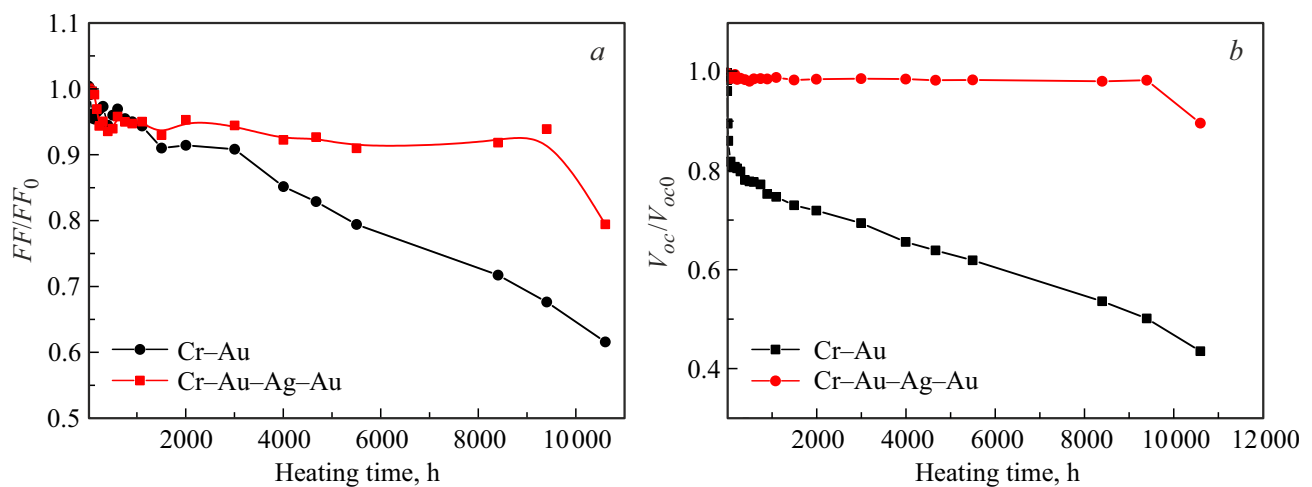 a
1.1
1.0
0.9
0.8
0.7
0.6
0.5
FF/FF0
Cr–Au
Cr–Au–Ag–Au
2000 4000 6000 8000 10000
Heating time, h
b
1.0
0.8
0.6
0.4
Voc/Voc0
Cr–Au
Cr–Au–Ag–Au
2000 4000 6000 8000 10000 12000
Heating time, h